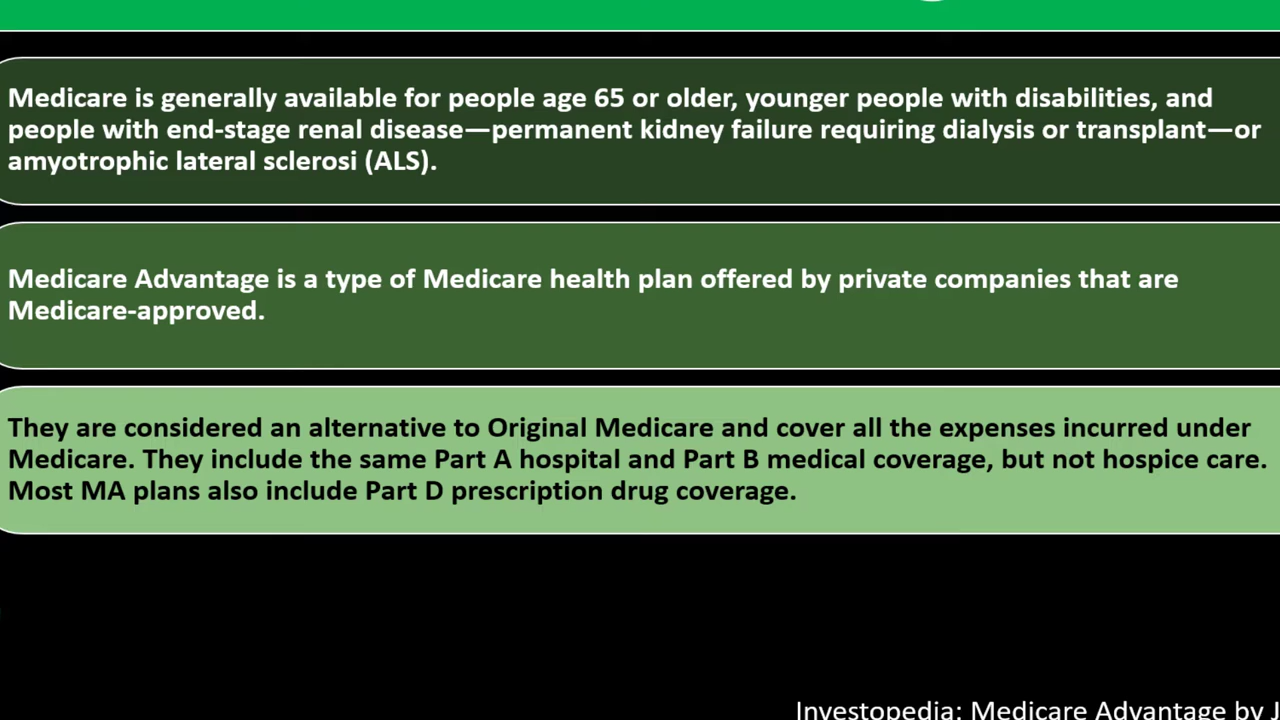 Medicare is generally available for people age 65 or older, younger people with disabilities, and
people with end-stage renal disease—permanent kidney failure requiring dialysis or transplant—or
amyotrophic lateral sclerosi (ALS).
Medicare Advantage is a type of Medicare health plan offered by private companies that are
Medicare-approved.
They are considered an alternative to Original Medicare and cover all the expenses incurred under
Medicare. They include the same Part A hospital and Part B medical coverage, but not hospice care.
Most MA plans also include Part D prescription drug coverage.
Investopedia: Medicare Advantage by